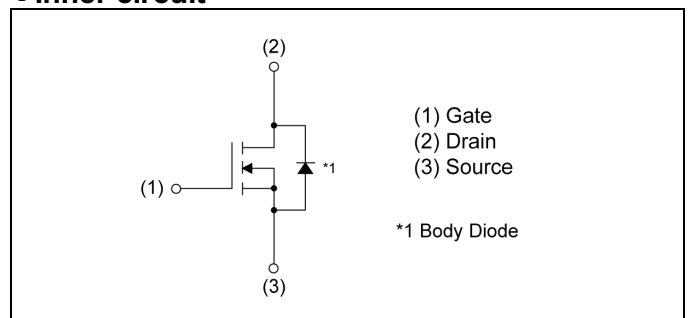 Inner circuit
(2)
(1) Gate
(2) Drain
(3) Source
*1
(1)
*1 Body Diode
(3)